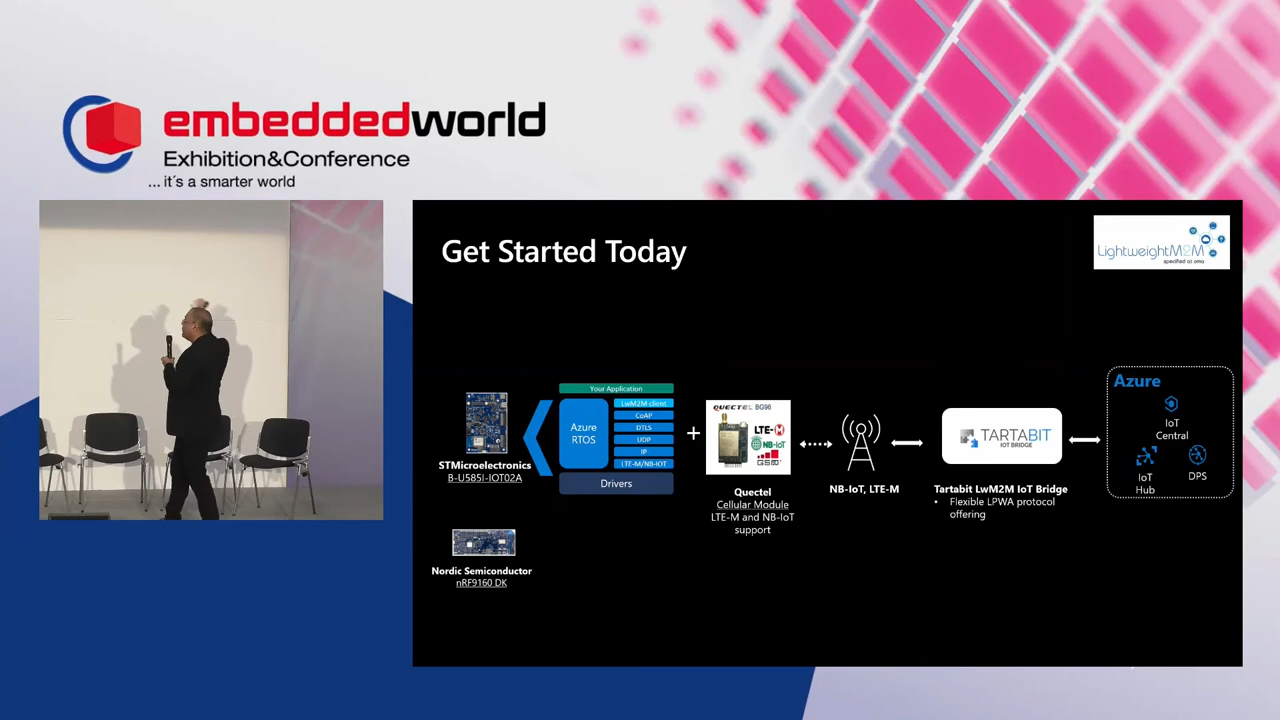 embeddedworld
Exhibition&Conference
... it´s a smarter world
Get Started Today
LightweightM2M
specified at oma
STMicroelectronics
B-U585I-IOT02A
Nordic Semiconductor
nRF9160 DK
Your Application
Azure
RTOS
LwM2M client
CoAP
DTLS
UDP
IP
LTE-M/NB-IOT
Drivers
+
QUECTEL BG96
LTE-M
NB-IoT
Quectel
Cellular Module
LTE-M and NB-IoT
support
NB-IoT, LTE-M
TARTABIT
IOT BRIDGE
Tartabit LwM2M IoT Bridge
• Flexible LPWA protocol
offering
Azure
IoT
Central
IoT
Hub
DPS